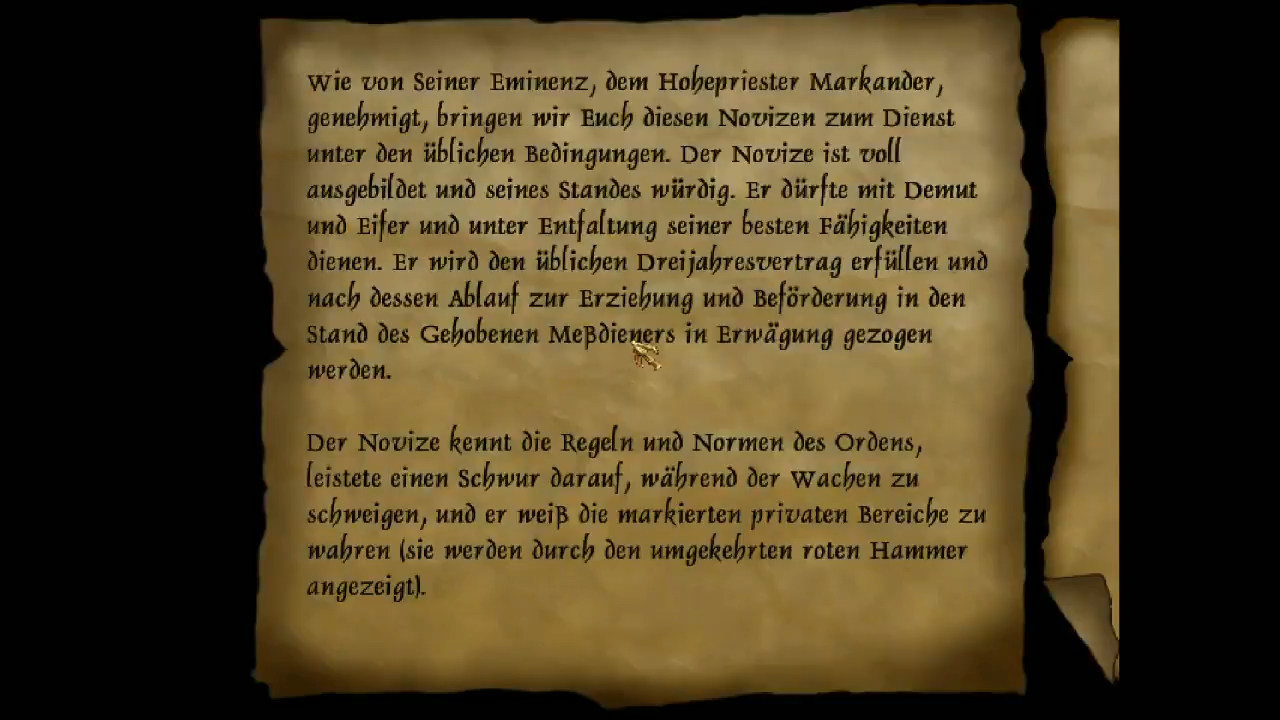 Wie von Seiner Eminenz, dem Hohepriester Markander,
genehmigt, bringen wir Euch diesen Novizen zum Dienst
unter den üblichen Bedingungen. Der Novize ist voll
ausgebildet und seines Standes würdig. Er dürfte mit Demut
und Eifer und unter Entfaltung seiner besten Fähigkeiten
dienen. Er wird den üblichen Dreijahresvertrag erfüllen und
nach dessen Ablauf zur Erziehung und Beförderung in den
Stand des Gehobenen Meßdieners in Erwägung gezogen
werden.

Der Novize kennt die Regeln und Normen des Ordens,
leistete einen Schwur darauf, während der Wachen zu
schweigen, und er weiß die markierten privaten Bereiche zu
wahren (sie werden durch den umgekehrten roten Hammer
angezeigt).